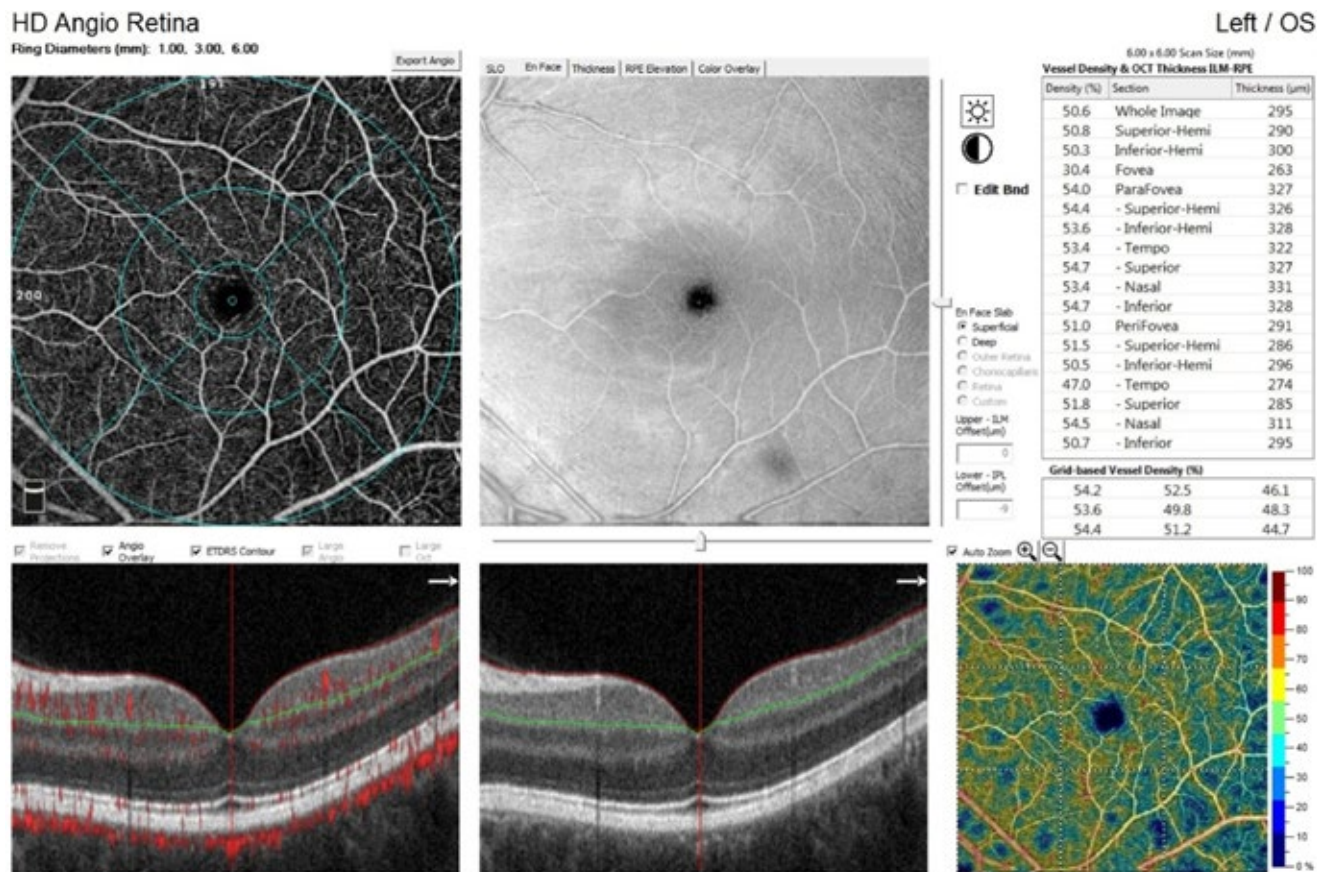 HD Angio Retina
Left / OS
Ring Diameters (mm): 1.00, 3.00, 6.00
Export Angio
191
200
SLO En Face Thickness RPE Elevation Color Overlay
Edit Bnd
En Face Slab
Superficial
Deep
Outer Retina
Choriocapillaris
Retina
Custom
Upper - ILM
Offset(um)
0
Lower - IPL
Offset(um)
-9
6.00 x 6.00 Scan Size (mm)
Vessel Density & OCT Thickness ILM-RPE
Density (%) Section Thickness (µm)
50.6 Whole Image 295
50.8 Superior-Hemi 290
50.3 Inferior-Hemi 300
30.4 Fovea 263
54.0 ParaFovea 327
54.4 - Superior-Hemi 326
53.6 - Inferior-Hemi 328
53.4 - Tempo 322
54.7 - Superior 327
53.4 - Nasal 331
54.7 - Inferior 328
51.0 PeriFovea 291
51.5 - Superior-Hemi 286
50.5 - Inferior-Hemi 296
47.0 - Tempo 274
51.8 - Superior 285
54.5 - Nasal 311
50.7 - Inferior 295
Grid-based Vessel Density (%)
54.2 52.5 46.1
53.6 49.8 48.3
54.4 51.2 44.7
Remove
Projections
Angio
Overlay
ETDRS Contour
Large
Angio
Large
Oct
Auto Zoom
100
90
80
70
60
50
40
30
20
10
0 %